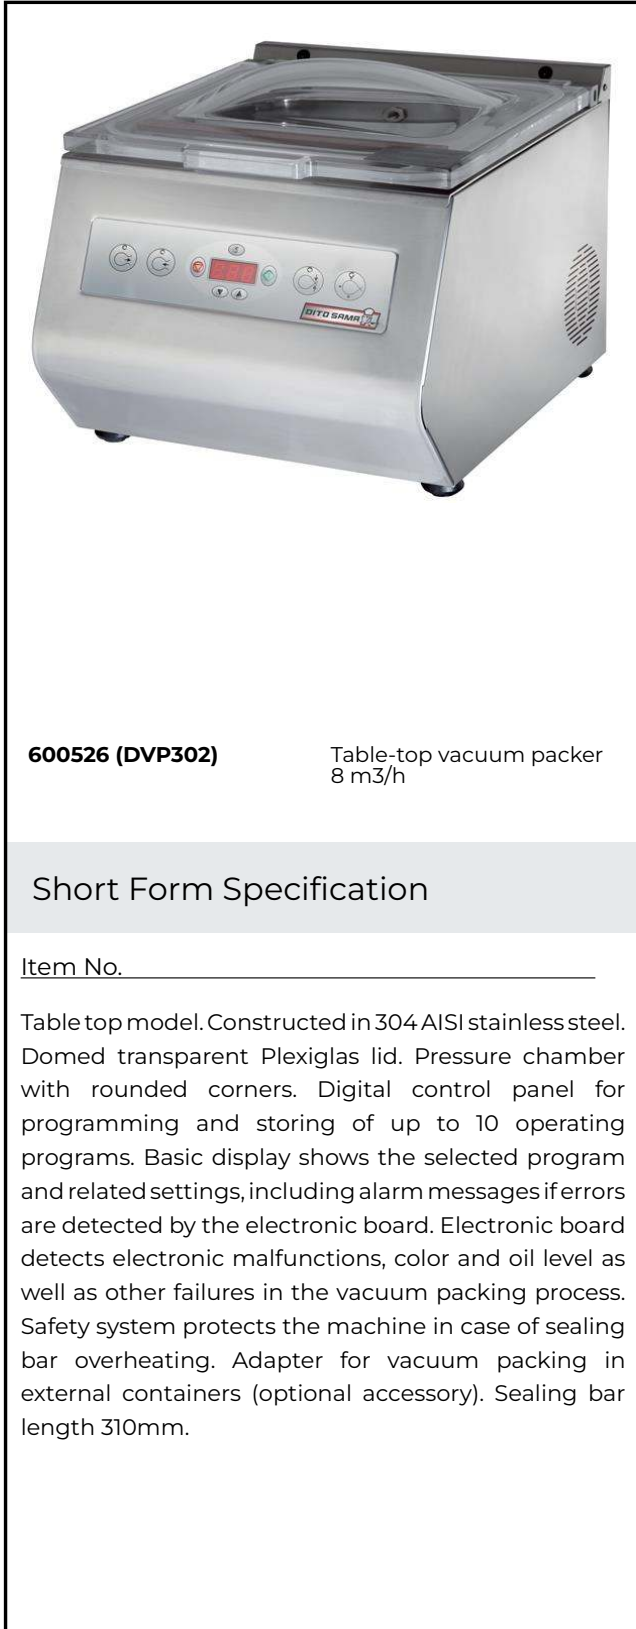 DITO SAMA
600526 (DVP302)
Table-top vacuum packer
8 m3/h
Short Form Specification
Item No.
Table top model. Constructed in 304 AISI stainless steel.
Domed transparent Plexiglas lid. Pressure chamber
with rounded corners. Digital control panel for
programming and storing of up to 10 operating
programs. Basic display shows the selected program
and related settings, including alarm messages if errors
are detected by the electronic board. Electronic board
detects electronic malfunctions, color and oil level as
well as other failures in the vacuum packing process.
Safety system protects the machine in case of sealing
bar overheating. Adapter for vacuum packing in
external containers (optional accessory). Sealing bar
length 310mm.